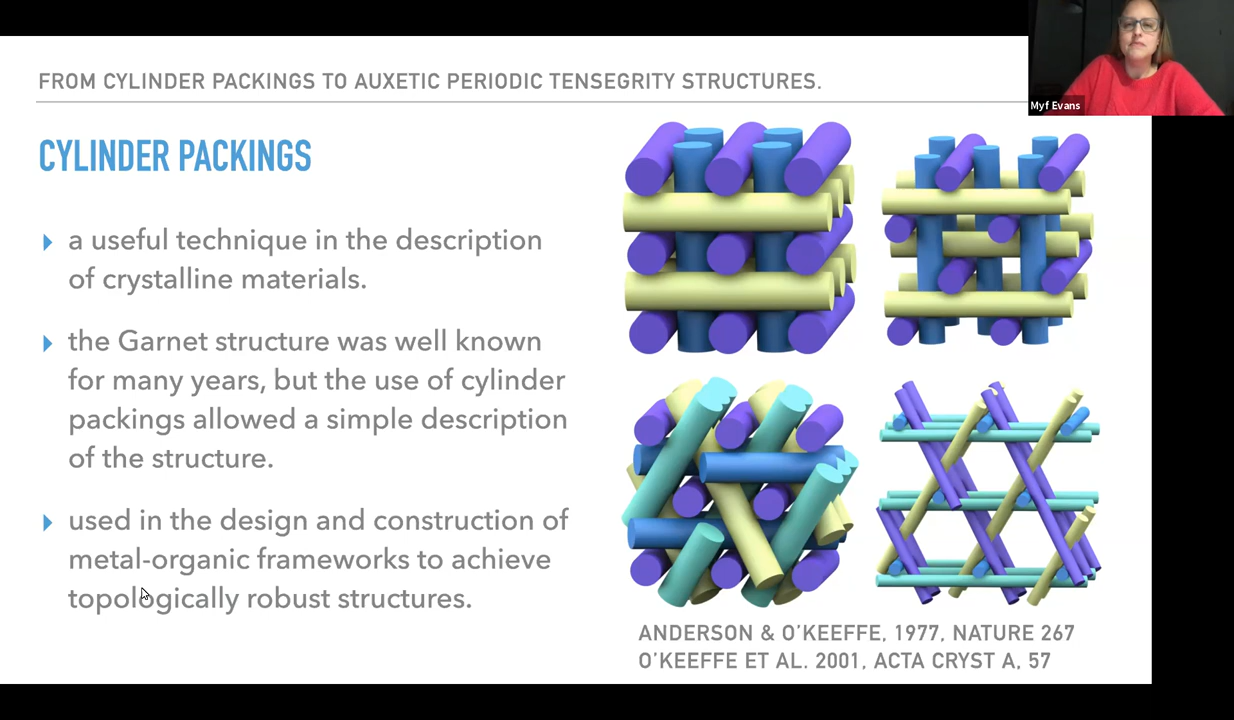 FROM CYLINDER PACKINGS TO AUXETIC PERIODIC TENSEGRITY STRUCTURES.
Myf Evans
CYLINDER PACKINGS
a useful technique in the description
of crystalline materials.
the Garnet structure was well known
for many years, but the use of cylinder
packings allowed a simple description
of the structure.
used in the design and construction of
metal-organic frameworks to achieve
topologically robust structures.
ANDERSON & O'KEEFFE, 1977, NATURE 267
O'KEEFFE ET AL. 2001, ACTA CRYST A, 57